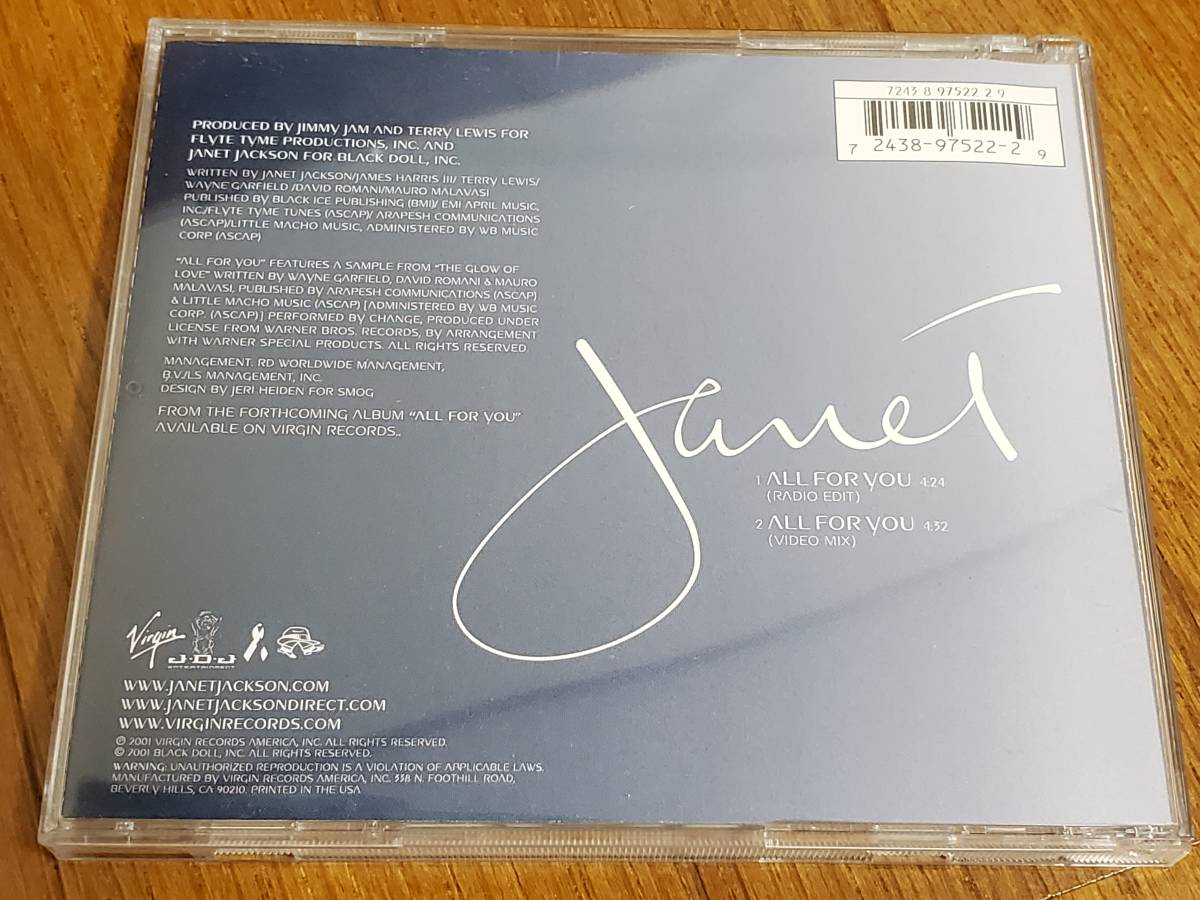 PRODUCED BY JIMMY JAM AND TERRY LEWIS FOR
FLYTE TYME PRODUCTIONS, INC. AND
JANET JACKSON FOR BLACK DOLL, INC.
WRITTEN BY JANET JACKSON/JAMES HARRIS III/ TERRY LEWIS/
WAYNE GARFIELD /DAVID ROMANI/MAURO MALAVASI
PUBLISHED BY BLACK ICE PUBLISHING (BMI)/ EMI APRIL MUSIC,
INC/FLYTE TYME TUNES (ASCAP)/ ARAPESH COMMUNICATIONS
(ASCAP)/LITTLE MACHO MUSIC, ADMINISTERED BY WB MUSIC
CORP (ASCAP)
"ALL FOR YOU" FEATURES A SAMPLE FROM "THE GLOW OF
LOVE" WRITTEN BY WAYNE GARFIELD, DAVID ROMANI & MAURO
MALAVASI, PUBLISHED BY ARAPESH COMMUNICATIONS (ASCAP)
& LITTLE MACHO MUSIC (ASCAP) [ADMINISTERED BY WB MUSIC
CORP. (ASCAP)] PERFORMED BY CHANGE, PRODUCED UNDER
LICENSE FROM WARNER BROS. RECORDS, BY ARRANGEMENT
WITH WARNER SPECIAL PRODUCTS. ALL RIGHTS RESERVED.
MANAGEMENT: RD WORLDWIDE MANAGEMENT,
B.V./LS MANAGEMENT, INC.
DESIGN BY JERI HEIDEN FOR SMOG
FROM THE FORTHCOMING ALBUM "ALL FOR YOU"
AVAILABLE ON VIRGIN RECORDS..
7243 8 97522 2 9
7 2438-97522-2 9
Janet
1 ALL FOR YOU 4:24
(RADIO EDIT)
2 ALL FOR YOU 4:32
(VIDEO MIX)
Virgin
J·D·J
ENTERTAINMENT
WWW.JANETJACKSON.COM
WWW.JANETJACKSONDIRECT.COM
WWW.VIRGINRECORDS.COM
℗ 2001 VIRGIN RECORDS AMERICA, INC. ALL RIGHTS RESERVED.
© 2001 BLACK DOLL, INC. ALL RIGHTS RESERVED.
WARNING: UNAUTHORIZED REPRODUCTION IS A VIOLATION OF APPLICABLE LAWS.
MANUFACTURED BY VIRGIN RECORDS AMERICA, INC. 338 N. FOOTHILL ROAD,
BEVERLY HILLS, CA 90210. PRINTED IN THE USA